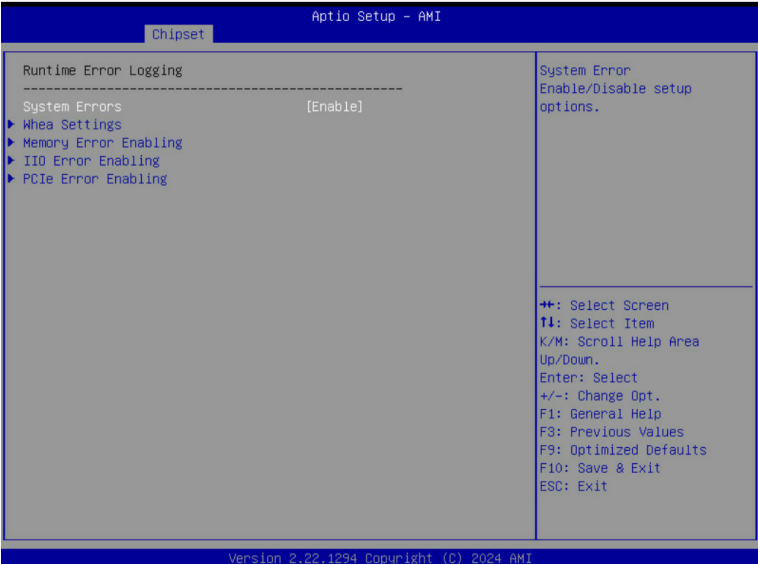 Aptio Setup – AMI
Chipset
Runtime Error Logging
--------------------------------------------------
System Errors [Enable]
Whea Settings
Memory Error Enabling
IIO Error Enabling
PCIe Error Enabling
System Error
Enable/Disable setup
options.
→←: Select Screen
↑↓: Select Item
K/M: Scroll Help Area
Up/Down.
Enter: Select
+/-: Change Opt.
F1: General Help
F3: Previous Values
F9: Optimized Defaults
F10: Save & Exit
ESC: Exit
Version 2.22.1294 Copyright (C) 2024 AMI